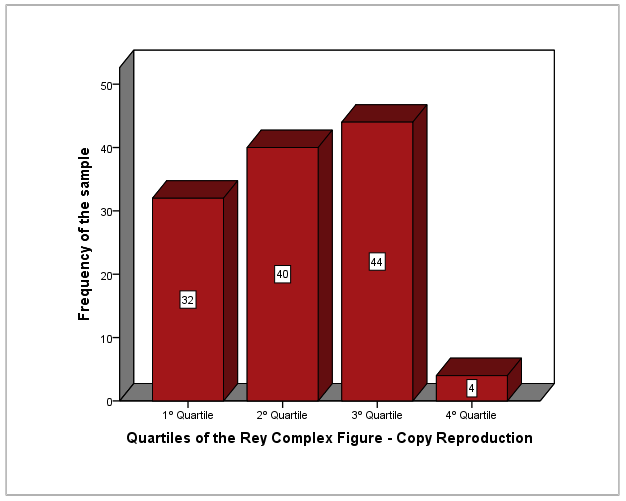 Frequency of the sample
50
40
30
20
10
0
32
40
44
4
1º Quartile
2º Quartile
3º Quartile
4º Quartile
Quartiles of the Rey Complex Figure - Copy Reproduction